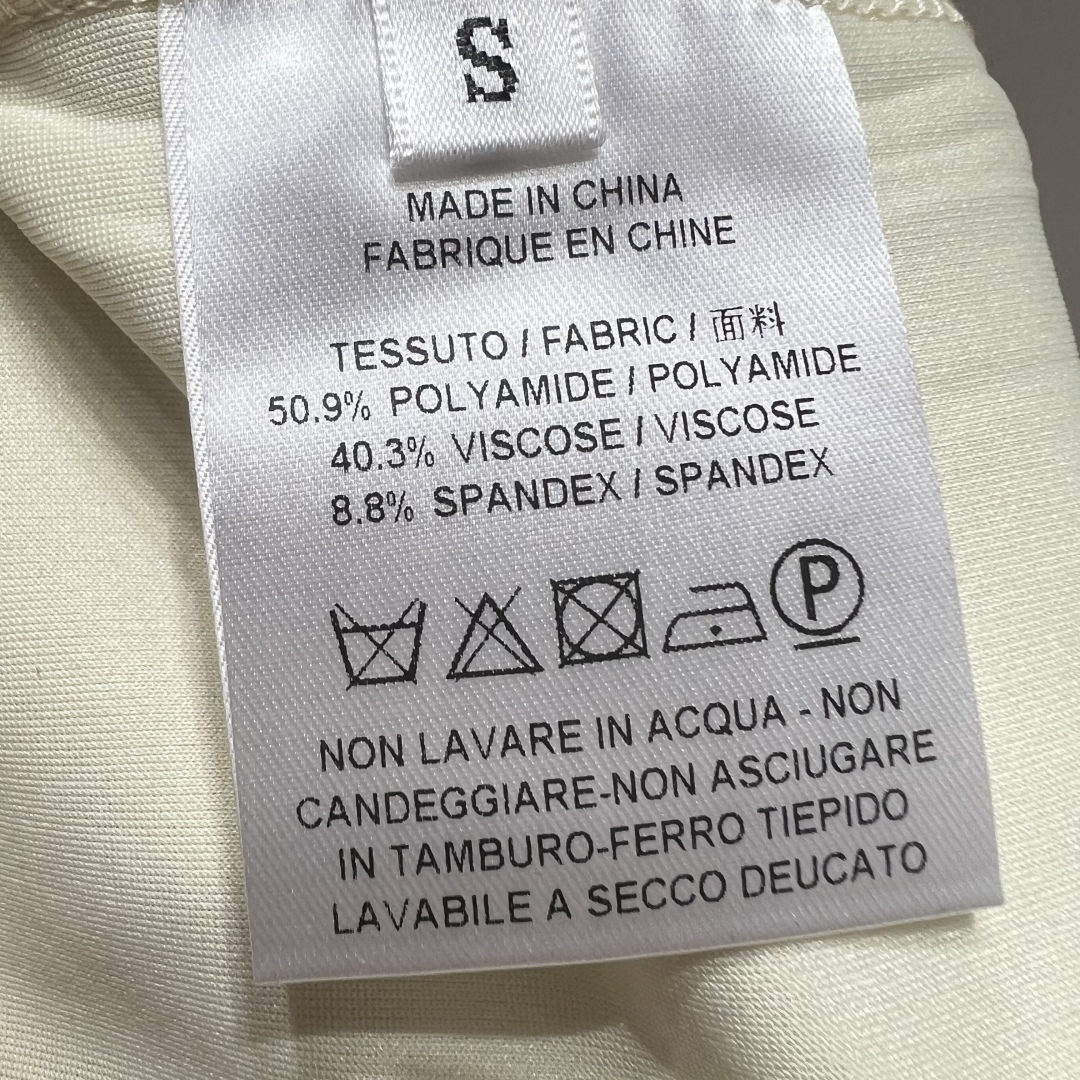 S
MADE IN CHINA
FABRIQUE EN CHINE
TESSUTO / FABRIC / 面料
50.9% POLYAMIDE / POLYAMIDE
40.3% VISCOSE / VISCOSE
8.8% SPANDEX / SPANDEX
P
NON LAVARE IN ACQUA - NON
CANDEGGIARE-NON ASCIUGARE
IN TAMBURO-FERRO TIEPIDO
LAVABILE A SECCO DEUCATO